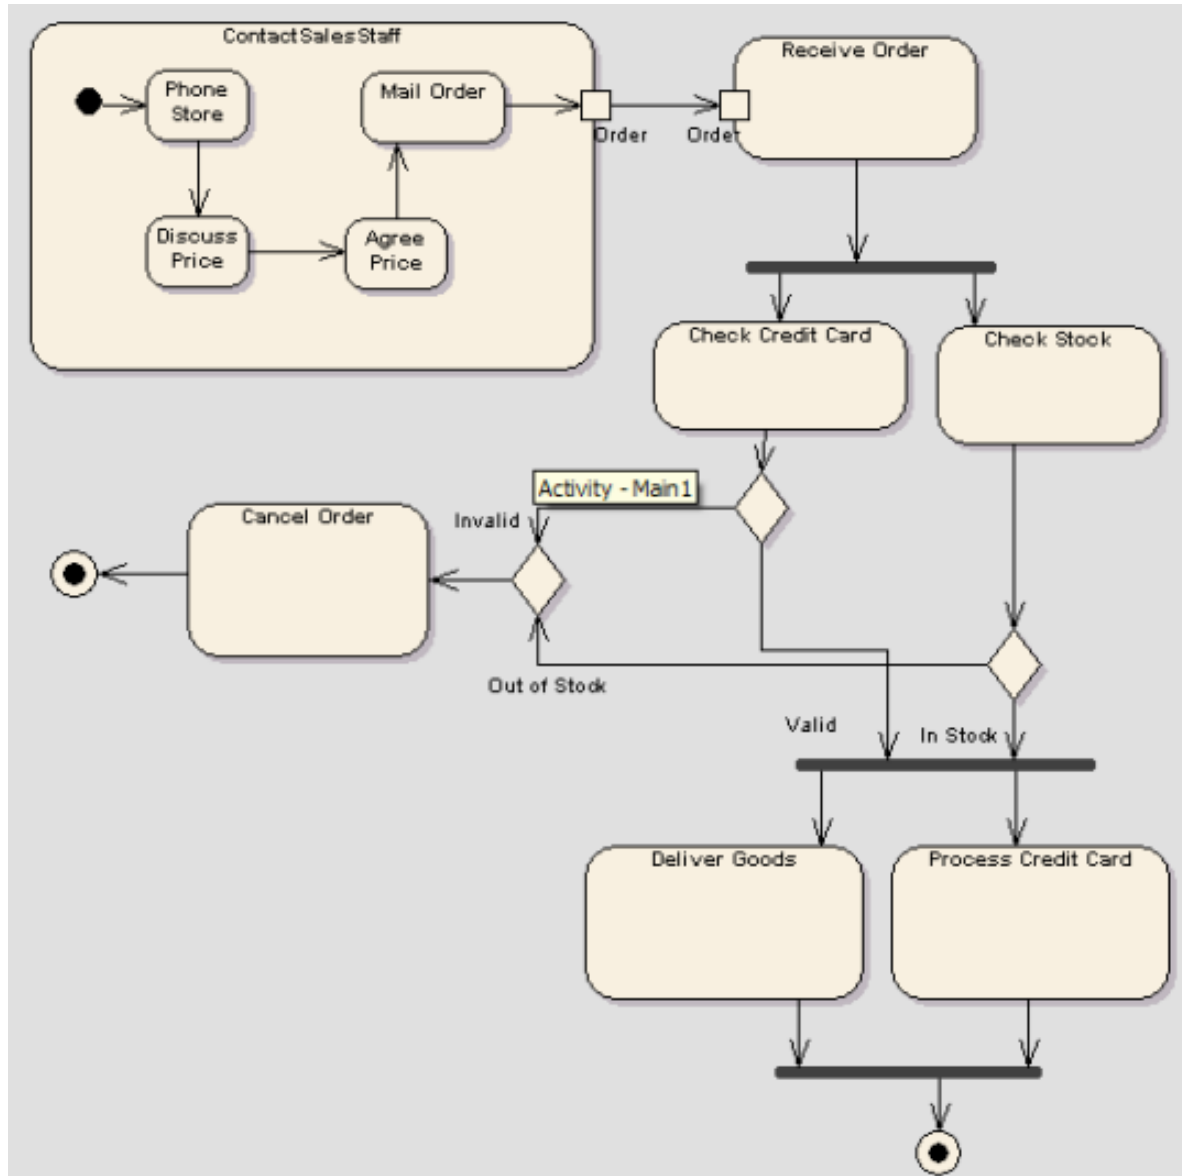 ContactSalesStaff
Receive Order
Phone
Store
Mail Order
Order
Order
Discuss
Price
Agree
Price
Check Credit Card
Check Stock
Activity - Main1
Cancel Order
Invalid
Out of Stock
Valid
In Stock
Deliver Goods
Process Credit Card